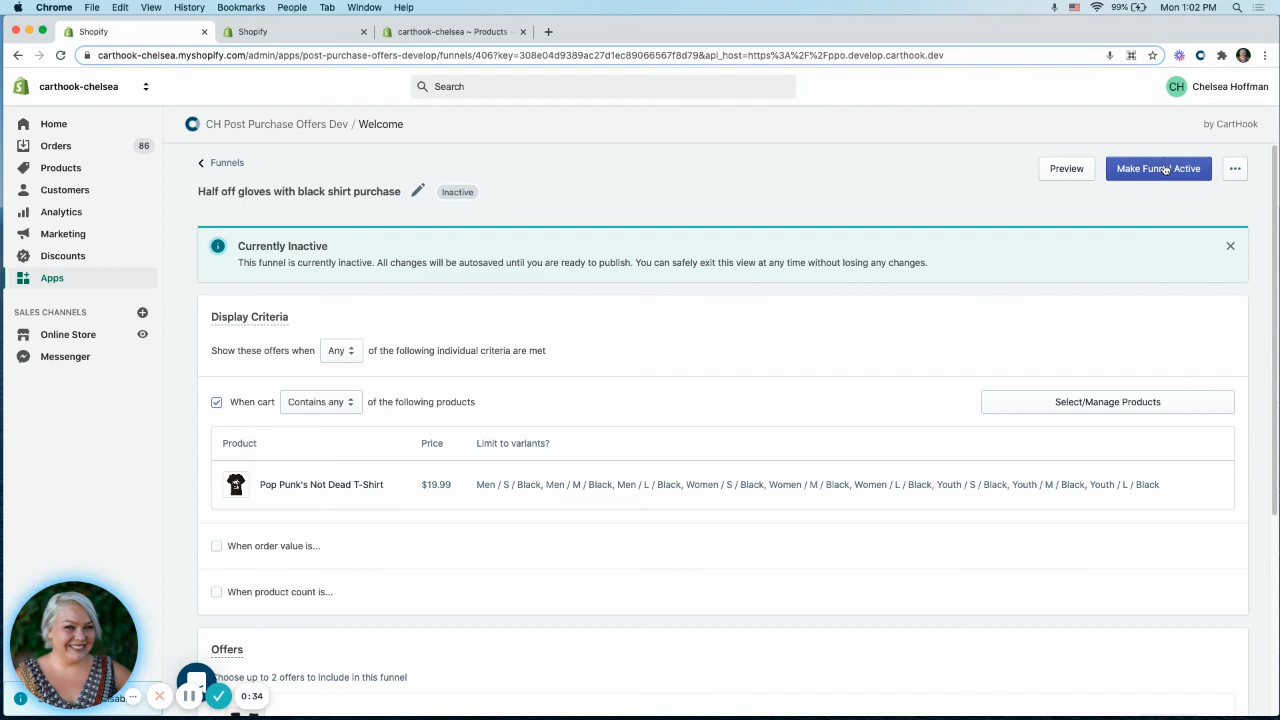 Chrome File Edit View History Bookmarks People Tab Window Help 99% Mon 1:02 PM
Shopify Shopify carthook-chelsea ~ Products ·
carthook-chelsea.myshopify.com/admin/apps/post-purchase-offers-develop/funnels/406?key=308e04d9389ac27d1ec89066567f8d79&api_host=https%3A%2F%2Fppo.develop.carthook.dev
carthook-chelsea Search CH Chelsea Hoffman
Home
CH Post Purchase Offers Dev / Welcome by CartHook
Orders 86
Products
Customers
Analytics
Marketing
Discounts
Apps
SALES CHANNELS
Online Store
Messenger
Funnels Preview Make Funnel Active
Half off gloves with black shirt purchase Inactive
Currently Inactive
This funnel is currently inactive. All changes will be autosaved until you are ready to publish. You can safely exit this view at any time without losing any changes.
Display Criteria
Show these offers when Any of the following individual criteria are met
When cart Contains any of the following products Select/Manage Products
Product Price Limit to variants?
Pop Punk's Not Dead T-Shirt $19.99 Men / S / Black, Men / M / Black, Men / L / Black, Women / S / Black, Women / M / Black, Women / L / Black, Youth / S / Black, Youth / M / Black, Youth / L / Black
When order value is...
When product count is...
Offers
hoose up to 2 offers to include in this funnel
0:34